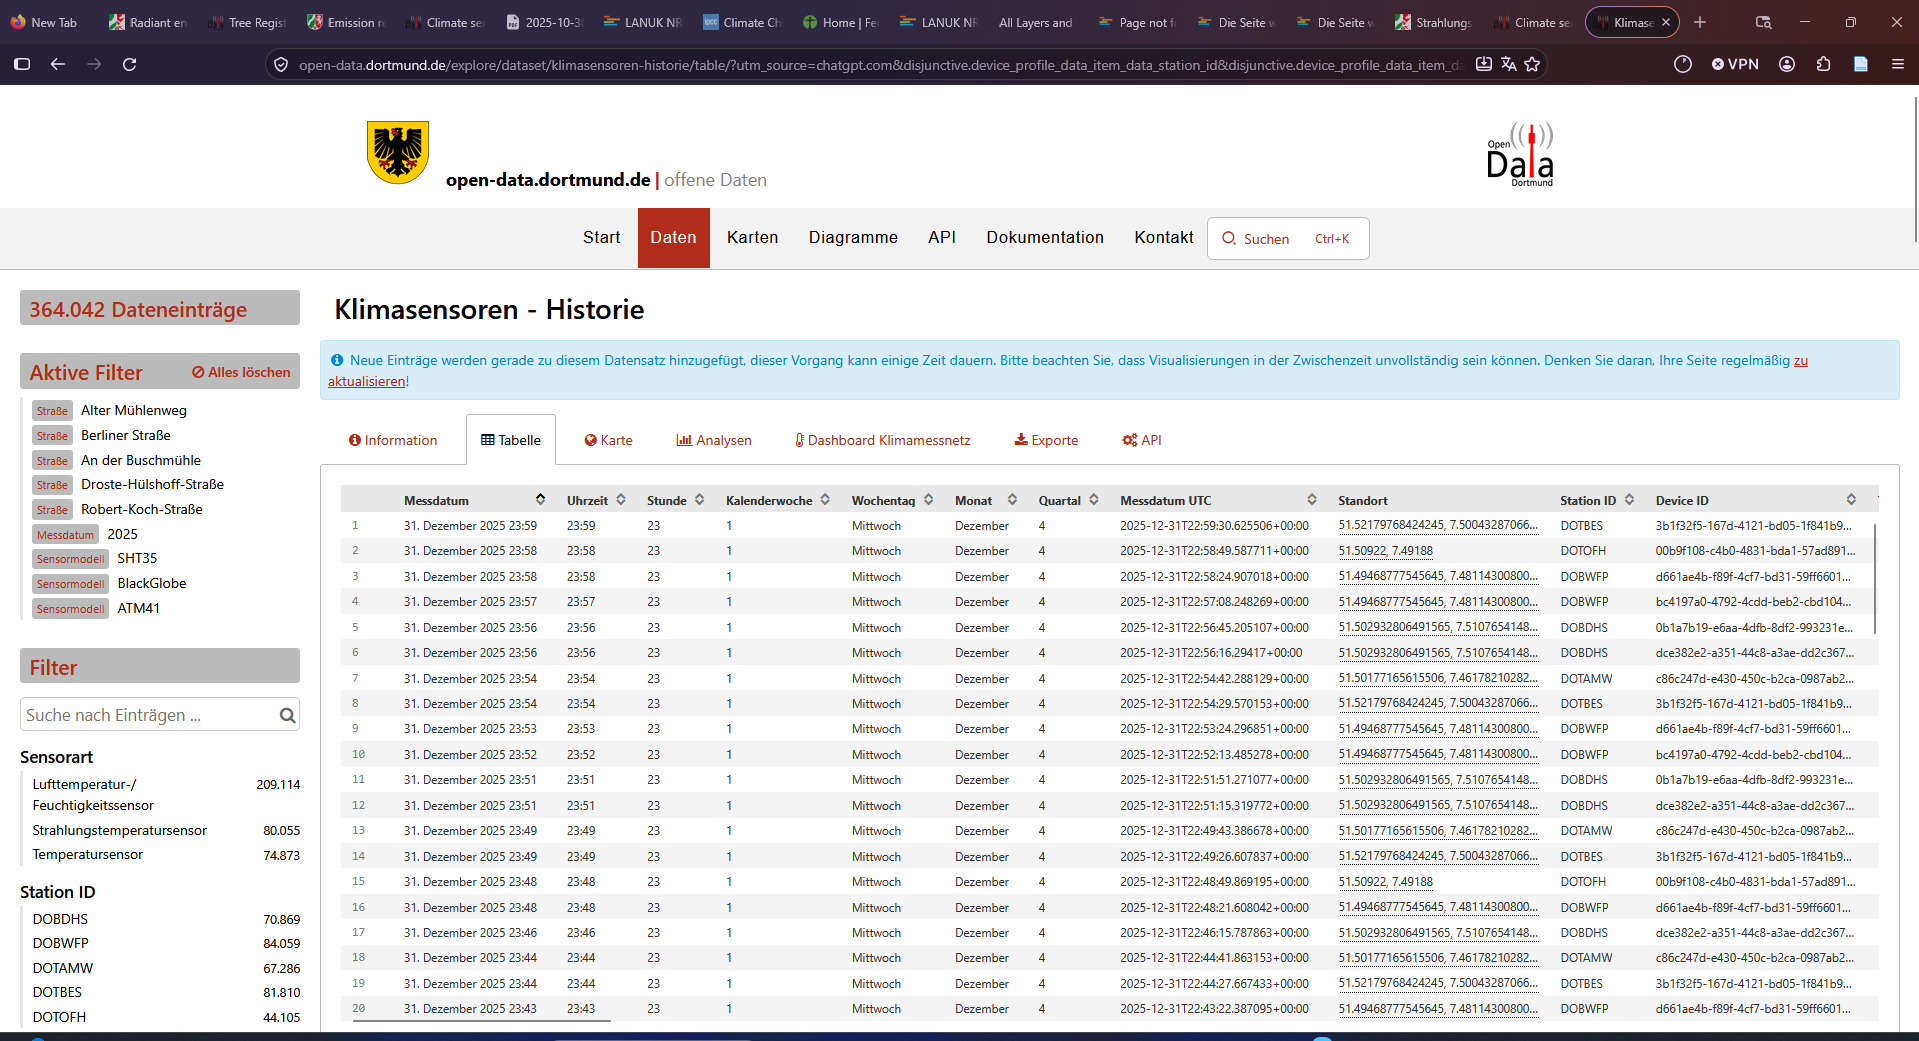 New Tab
Radiant en
Tree Regist
Emission re
Climate sen
2025-10-30
LANUK NR
Climate Ch
Home | Fe
LANUK NR
All Layers and
Page not f
Die Seite w
Die Seite w
Strahlungs
Climate se
Klimase
open-data.dortmund.de/explore/dataset/klimasensoren-historie/table/?utm_source=chatgpt.com&disjunctive.device_profile_data_item_data_station_id&disjunctive.device_profile_data_item_da
VPN
open-data.dortmund.de | offene Daten
Open
Data
Dortmund
Start
Daten
Karten
Diagramme
API
Dokumentation
Kontakt
Suchen Ctrl+K
364.042 Dateneinträge
Aktive Filter Alles löschen
Straße Alter Mühlenweg
Straße Berliner Straße
Straße An der Buschmühle
Straße Droste-Hülshoff-Straße
Straße Robert-Koch-Straße
Messdatum 2025
Sensormodell SHT35
Sensormodell BlackGlobe
Sensormodell ATM41
Filter
Suche nach Einträgen ...
Sensorart
Lufttemperatur-/
Feuchtigkeitssensor 209.114
Strahlungstemperatursensor 80.055
Temperatursensor 74.873
Station ID
DOBDHS 70.869
DOBWFP 84.059
DOTAMW 67.286
DOTBES 81.810
DOTOFH 44.105
Klimasensoren - Historie
Neue Einträge werden gerade zu diesem Datensatz hinzugefügt, dieser Vorgang kann einige Zeit dauern. Bitte beachten Sie, dass Visualisierungen in der Zwischenzeit unvollständig sein können. Denken Sie daran, Ihre Seite regelmäßig zu
aktualisieren!
Information
Tabelle
Karte
Analysen
Dashboard Klimamessnetz
Exporte
API
Messdatum Uhrzeit Stunde Kalenderwoche Wochentag Monat Quartal Messdatum UTC Standort Station ID Device ID
1 31. Dezember 2025 23:59 23:59 23 1 Mittwoch Dezember 4 2025-12-31T22:59:30.625506+00:00 51.52179768424245, 7.50043287066... DOTBES 3b1f32f5-167d-4121-bd05-1f841b9...
2 31. Dezember 2025 23:58 23:58 23 1 Mittwoch Dezember 4 2025-12-31T22:58:49.587711+00:00 51.50922, 7.49188 DOTOFH 00b9f108-c4b0-4831-bda1-57ad891...
3 31. Dezember 2025 23:58 23:58 23 1 Mittwoch Dezember 4 2025-12-31T22:58:24.907018+00:00 51.49468777545645, 7.48114300800... DOBWFP d661ae4b-f89f-4cf7-bd31-59ff6601...
4 31. Dezember 2025 23:57 23:57 23 1 Mittwoch Dezember 4 2025-12-31T22:57:08.248269+00:00 51.49468777545645, 7.48114300800... DOBWFP bc4197a0-4792-4cdd-beb2-cbd104...
5 31. Dezember 2025 23:56 23:56 23 1 Mittwoch Dezember 4 2025-12-31T22:56:45.205107+00:00 51.502932806491565, 7.5107654148... DOBDHS 0b1a7b19-e6aa-4dfb-8df2-993231e...
6 31. Dezember 2025 23:56 23:56 23 1 Mittwoch Dezember 4 2025-12-31T22:56:16.29417+00:00 51.502932806491565, 7.5107654148... DOBDHS dce382e2-a351-44c8-a3ae-dd2c367...
7 31. Dezember 2025 23:54 23:54 23 1 Mittwoch Dezember 4 2025-12-31T22:54:42.288129+00:00 51.50177165615506, 7.46178210282... DOTAMW c86c247d-e430-450c-b2ca-0987ab2...
8 31. Dezember 2025 23:54 23:54 23 1 Mittwoch Dezember 4 2025-12-31T22:54:29.570153+00:00 51.52179768424245, 7.50043287066... DOTBES 3b1f32f5-167d-4121-bd05-1f841b9...
9 31. Dezember 2025 23:53 23:53 23 1 Mittwoch Dezember 4 2025-12-31T22:53:24.296851+00:00 51.49468777545645, 7.48114300800... DOBWFP d661ae4b-f89f-4cf7-bd31-59ff6601...
10 31. Dezember 2025 23:52 23:52 23 1 Mittwoch Dezember 4 2025-12-31T22:52:13.485278+00:00 51.49468777545645, 7.48114300800... DOBWFP bc4197a0-4792-4cdd-beb2-cbd104...
11 31. Dezember 2025 23:51 23:51 23 1 Mittwoch Dezember 4 2025-12-31T22:51:51.271077+00:00 51.502932806491565, 7.5107654148... DOBDHS 0b1a7b19-e6aa-4dfb-8df2-993231e...
12 31. Dezember 2025 23:51 23:51 23 1 Mittwoch Dezember 4 2025-12-31T22:51:15.319772+00:00 51.502932806491565, 7.5107654148... DOBDHS dce382e2-a351-44c8-a3ae-dd2c367...
13 31. Dezember 2025 23:49 23:49 23 1 Mittwoch Dezember 4 2025-12-31T22:49:43.386678+00:00 51.50177165615506, 7.46178210282... DOTAMW c86c247d-e430-450c-b2ca-0987ab2...
14 31. Dezember 2025 23:49 23:49 23 1 Mittwoch Dezember 4 2025-12-31T22:49:26.607837+00:00 51.52179768424245, 7.50043287066... DOTBES 3b1f32f5-167d-4121-bd05-1f841b9...
15 31. Dezember 2025 23:48 23:48 23 1 Mittwoch Dezember 4 2025-12-31T22:48:49.869195+00:00 51.50922, 7.49188 DOTOFH 00b9f108-c4b0-4831-bda1-57ad891...
16 31. Dezember 2025 23:48 23:48 23 1 Mittwoch Dezember 4 2025-12-31T22:48:21.608042+00:00 51.49468777545645, 7.48114300800... DOBWFP d661ae4b-f89f-4cf7-bd31-59ff6601...
17 31. Dezember 2025 23:46 23:46 23 1 Mittwoch Dezember 4 2025-12-31T22:46:15.787863+00:00 51.502932806491565, 7.5107654148... DOBDHS dce382e2-a351-44c8-a3ae-dd2c367...
18 31. Dezember 2025 23:44 23:44 23 1 Mittwoch Dezember 4 2025-12-31T22:44:41.863153+00:00 51.50177165615506, 7.46178210282... DOTAMW c86c247d-e430-450c-b2ca-0987ab2...
19 31. Dezember 2025 23:44 23:44 23 1 Mittwoch Dezember 4 2025-12-31T22:44:27.667433+00:00 51.52179768424245, 7.50043287066... DOTBES 3b1f32f5-167d-4121-bd05-1f841b9...
20 31. Dezember 2025 23:43 23:43 23 1 Mittwoch Dezember 4 2025-12-31T22:43:22.387095+00:00 51.49468777545645, 7.48114300800... DOBWFP d661ae4b-f89f-4cf7-bd31-59ff6601...